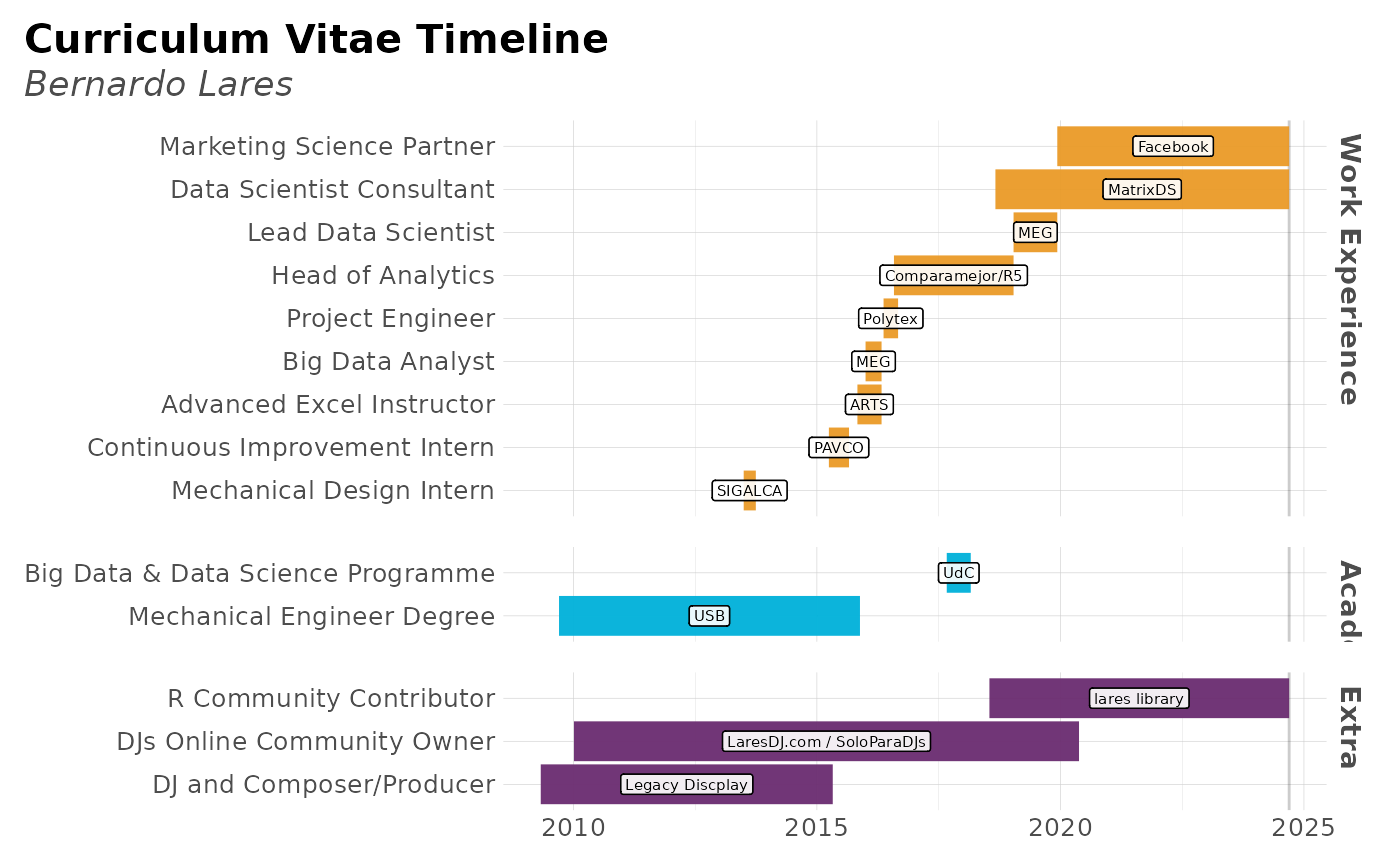 Curriculum Vitae Timeline
Bernardo Lares
Work Experience
Marketing Science Partner
Facebook
Data Scientist Consultant
MatrixDS
Lead Data Scientist
MEG
Head of Analytics
Comparamejor/R5
Project Engineer
Polytex
Big Data Analyst
MEG
Advanced Excel Instructor
ARTS
Continuous Improvement Intern
PAVCO
Mechanical Design Intern
SIGALCA
Big Data & Data Science Programme
UdC
Mechanical Engineer Degree
USB
Extra
R Community Contributor
lares library
DJs Online Community Owner
LaresDJ.com / SoloParaDJs
DJ and Composer/Producer
Legacy Discplay
2010 2015 2020 2025